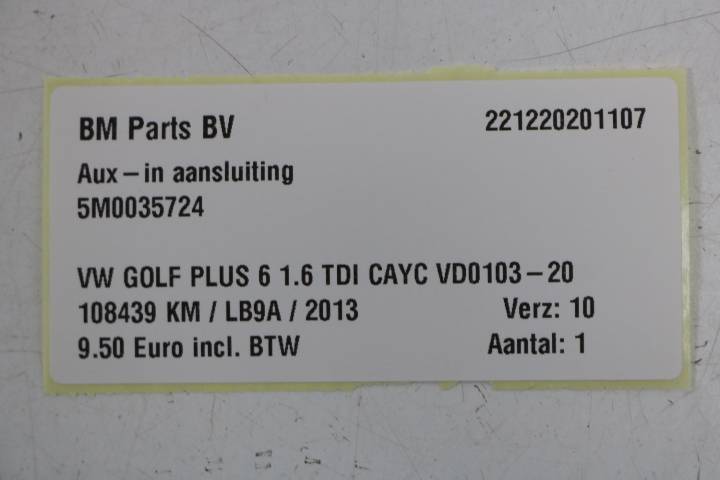 BM Parts BV 221220201107
Aux-in aansluiting
5M0035724
VW GOLF PLUS 6 1.6 TDI CAYC VD0103-20
108439 KM / LB9A / 2013 Verz: 10
9.50 Euro incl. BTW Aantal: 1